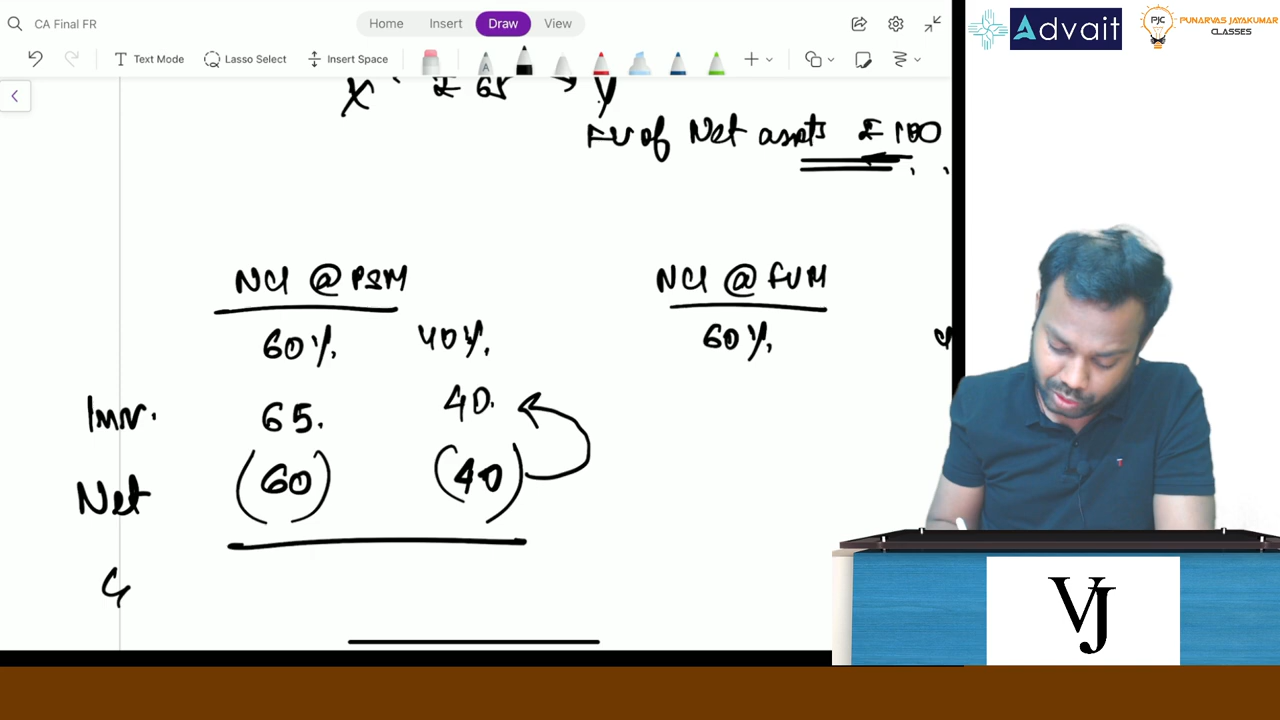 CA Final FR
Home Insert Draw View
Text Mode Lasso Select Insert Space
Advait
PJC PUNARVAS JAYAKUMAR
CLASSES
X ₹ 65 → y
FV of Net assets ₹ 100
NCI @ PSM NCI @ FVM
60% 40% 60%
Inv. 65. 40.
Net (60) (40)
G
VJ